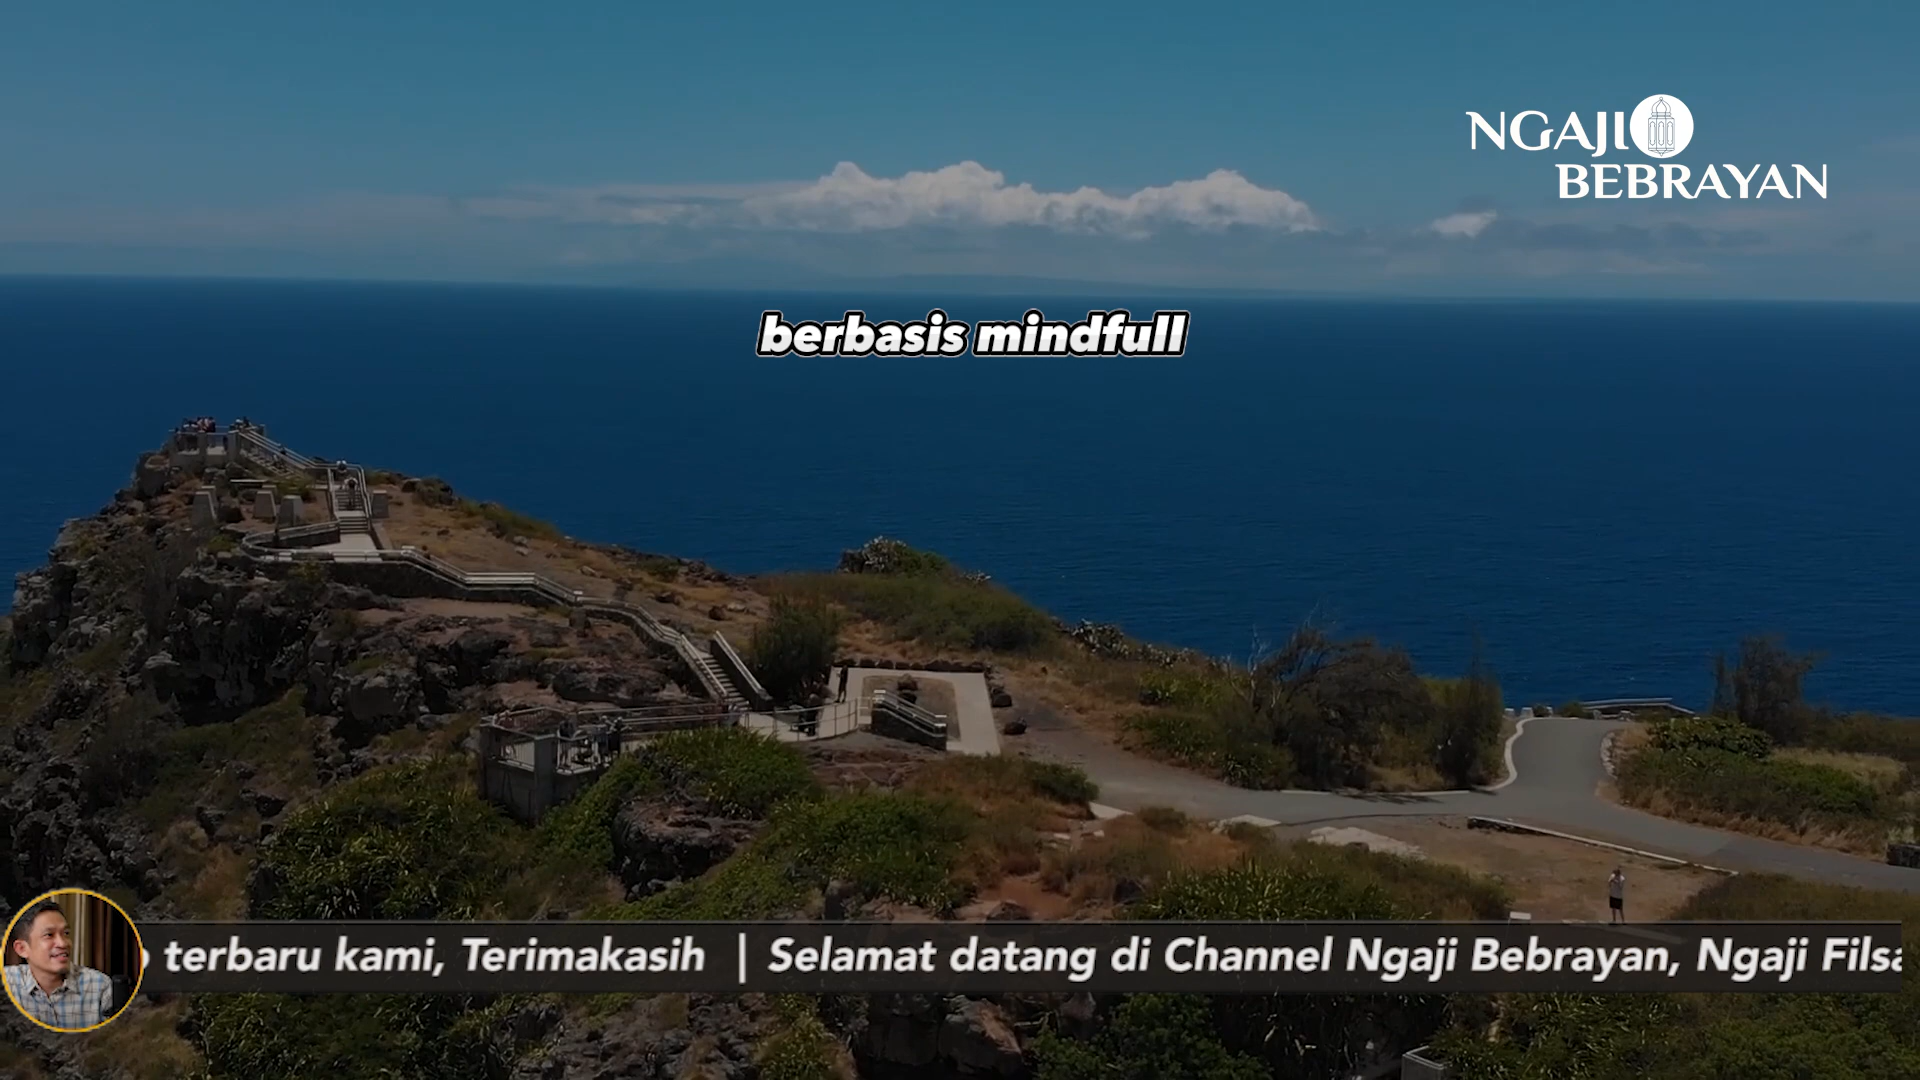 NGAJI
BEBRAYAN
berbasis mindfull
terbaru kami, Terimakasih | Selamat datang di Channel Ngaji Bebrayan, Ngaji